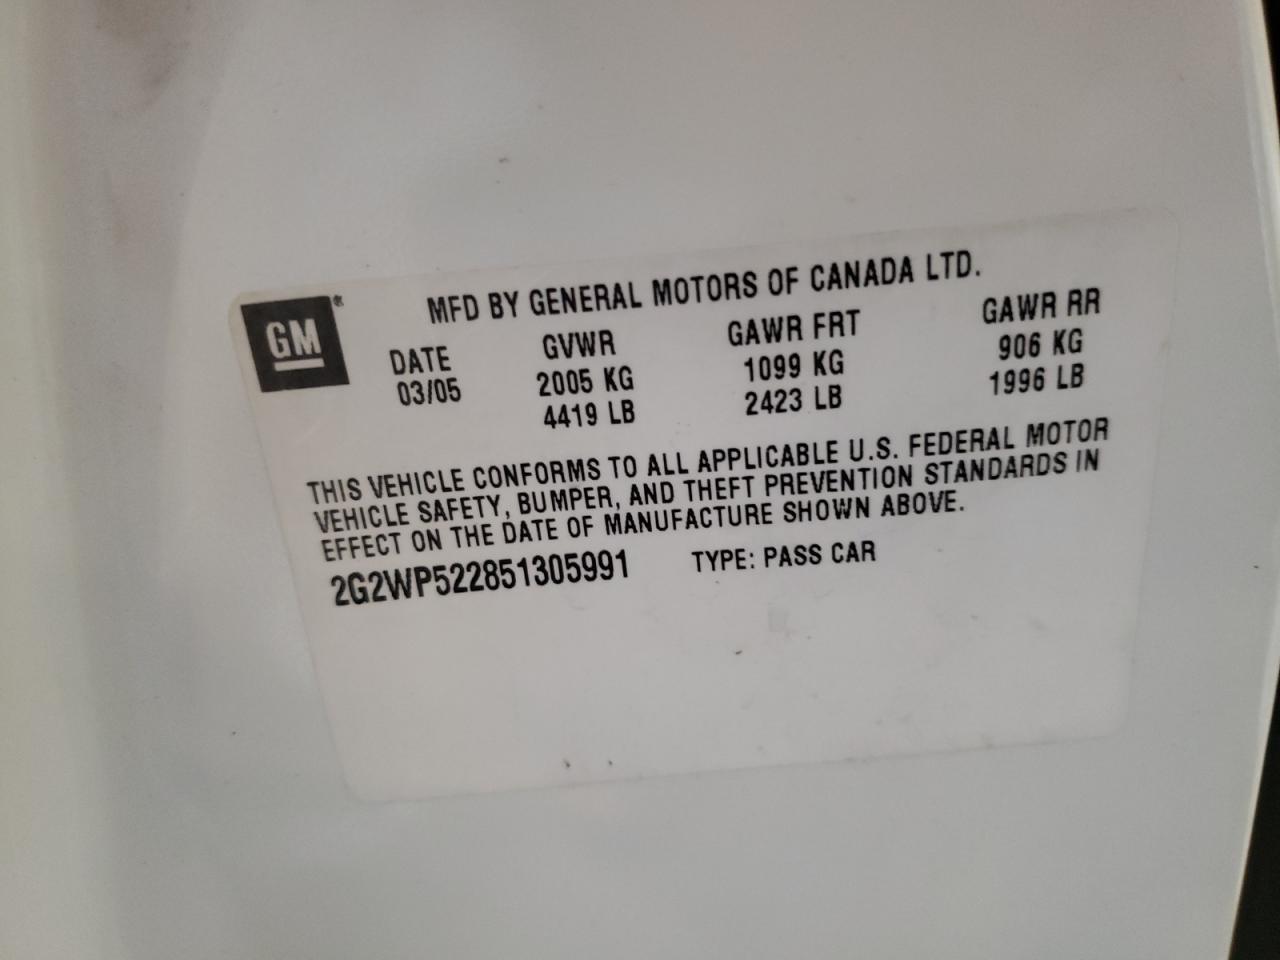 GM®
MFD BY GENERAL MOTORS OF CANADA LTD.
DATE GVWR GAWR FRT GAWR RR
03/05 2005 KG 1099 KG 906 KG
4419 LB 2423 LB 1996 LB
THIS VEHICLE CONFORMS TO ALL APPLICABLE U.S. FEDERAL MOTOR
VEHICLE SAFETY, BUMPER, AND THEFT PREVENTION STANDARDS IN
EFFECT ON THE DATE OF MANUFACTURE SHOWN ABOVE.
2G2WP522851305991 TYPE: PASS CAR